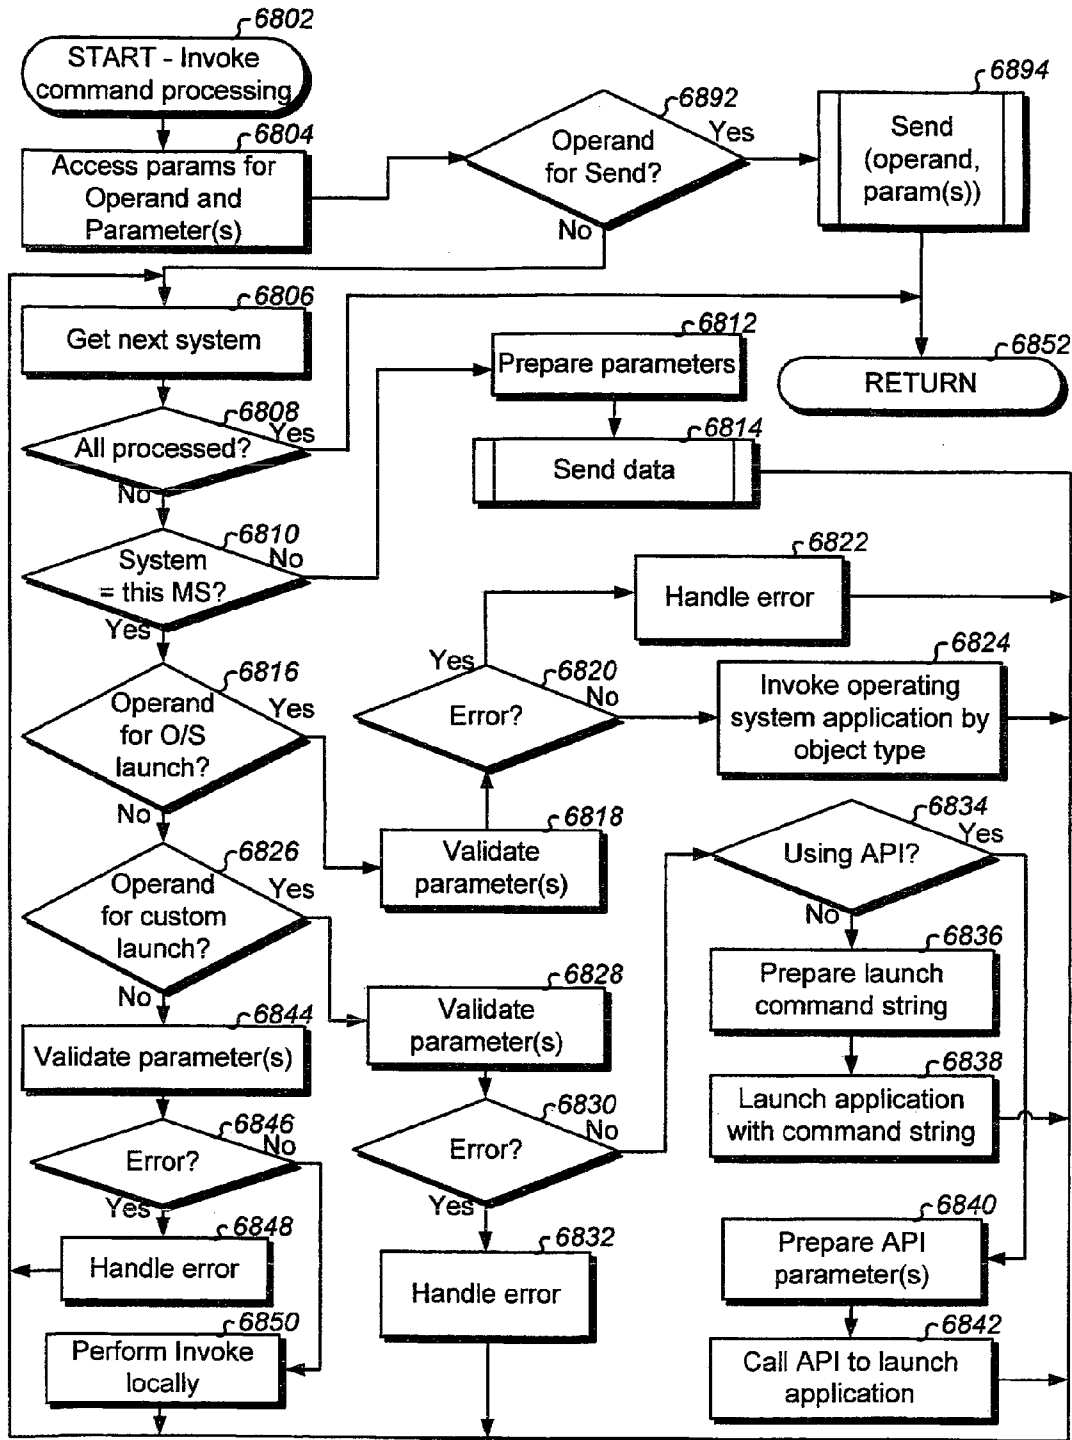 6802
START - Invoke
command processing
6804
Access params for
Operand and
Parameter(s)
6892
Operand
for Send?
Yes
No
6894
Send
(operand,
param(s))
6806
Get next system
6808
All processed?
Yes
No
6812
Prepare parameters
6814
Send data
6852
RETURN
6810
System
= this MS?
No
Yes
6816
Operand
for O/S
launch?
Yes
No
6818
Validate
parameter(s)
6820
Error?
Yes
No
6822
Handle error
6824
Invoke operating
system application by
object type
6826
Operand
for custom
launch?
Yes
No
6828
Validate
parameter(s)
6830
Error?
No
Yes
6832
Handle error
6834
Using API?
Yes
No
6836
Prepare launch
command string
6838
Launch application
with command string
6840
Prepare API
parameter(s)
6842
Call API to launch
application
6844
Validate parameter(s)
6846
Error?
No
Yes
6848
Handle error
6850
Perform Invoke
locally